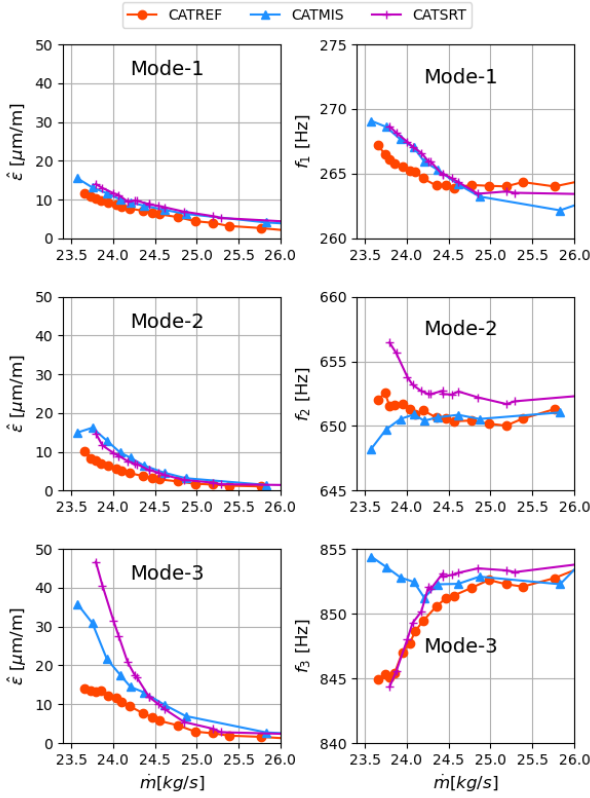 CATREF CATMIS CATSRT
50
40
30
20
10
0
ε̂ [μm/m]
Mode-1
23.5 24.0 24.5 25.0 25.5 26.0
275
270
265
260
f₁ [Hz]
Mode-1
23.5 24.0 24.5 25.0 25.5 26.0
50
40
30
20
10
0
ε̂ [μm/m]
Mode-2
23.5 24.0 24.5 25.0 25.5 26.0
660
655
650
645
f₂ [Hz]
Mode-2
23.5 24.0 24.5 25.0 25.5 26.0
50
40
30
20
10
0
ε̂ [μm/m]
Mode-3
23.5 24.0 24.5 25.0 25.5 26.0
ṁ[kg/s]
855
850
845
840
f₃ [Hz]
Mode-3
23.5 24.0 24.5 25.0 25.5 26.0
ṁ[kg/s]